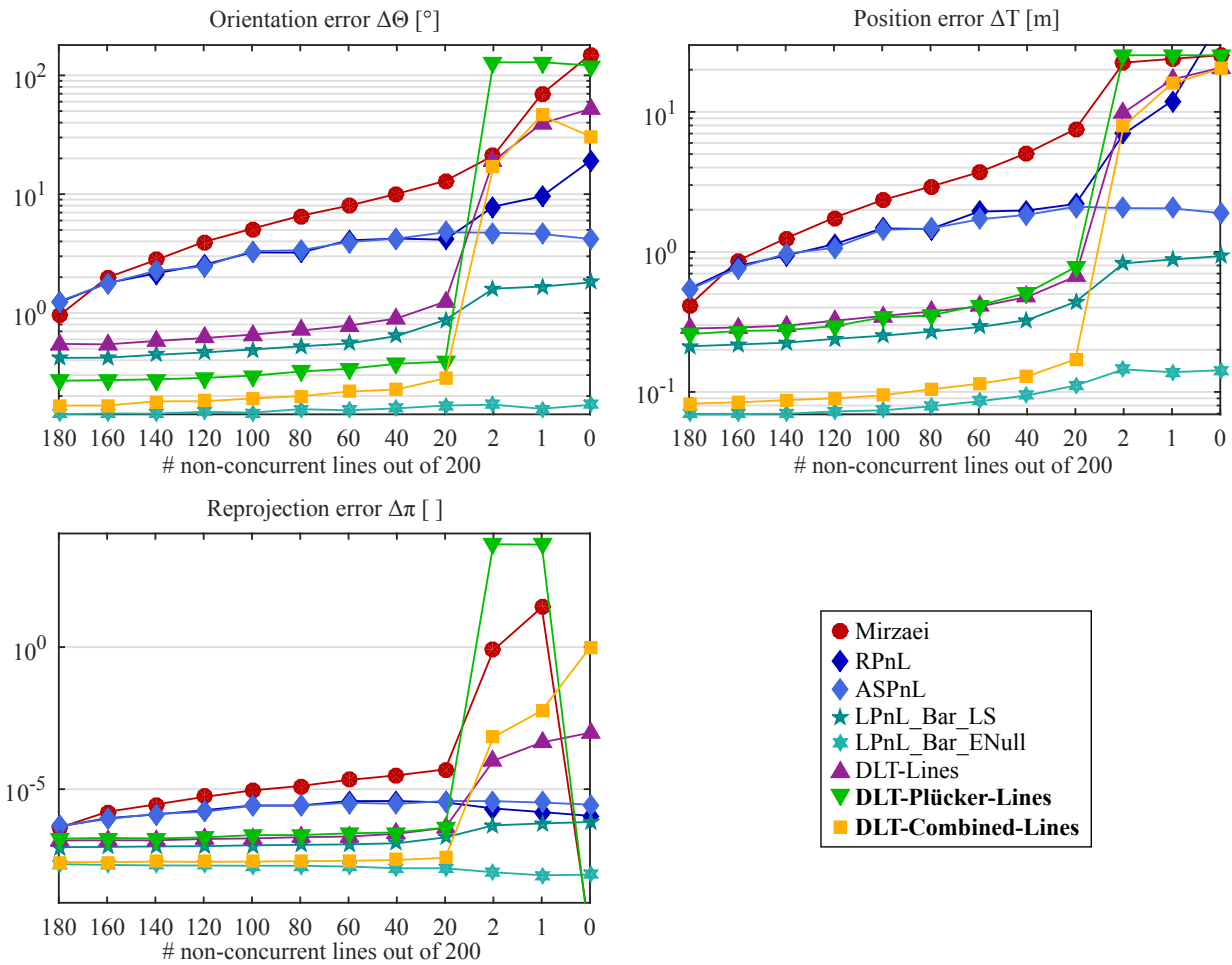 Orientation error ΔΘ [°]
10²
10¹
10⁰
180 160 140 120 100 80 60 40 20 2 1 0
# non-concurrent lines out of 200
Position error ΔT [m]
10¹
10⁰
10⁻¹
180 160 140 120 100 80 60 40 20 2 1 0
# non-concurrent lines out of 200
Reprojection error Δπ [ ]
10⁰
10⁻⁵
180 160 140 120 100 80 60 40 20 2 1 0
# non-concurrent lines out of 200
Mirzaei
RPnL
ASPnL
LPnL_Bar_LS
LPnL_Bar_ENull
DLT-Lines
DLT-Plücker-Lines
DLT-Combined-Lines